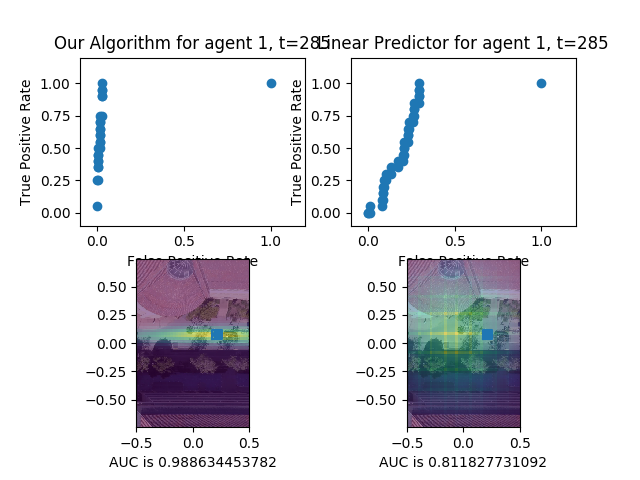 Our Algorithm for agent 1, t=285
Linear Predictor for agent 1, t=285
True Positive Rate
1.00
0.75
0.50
0.25
0.00
0.0 0.5 1.0
False Positive Rate
True Positive Rate
1.00
0.75
0.50
0.25
0.00
0.0 0.5 1.0
False Positive Rate
0.50
0.25
0.00
−0.25
−0.50
−0.5 0.0 0.5
AUC is 0.988634453782
0.50
0.25
0.00
−0.25
−0.50
−0.5 0.0 0.5
AUC is 0.811827731092